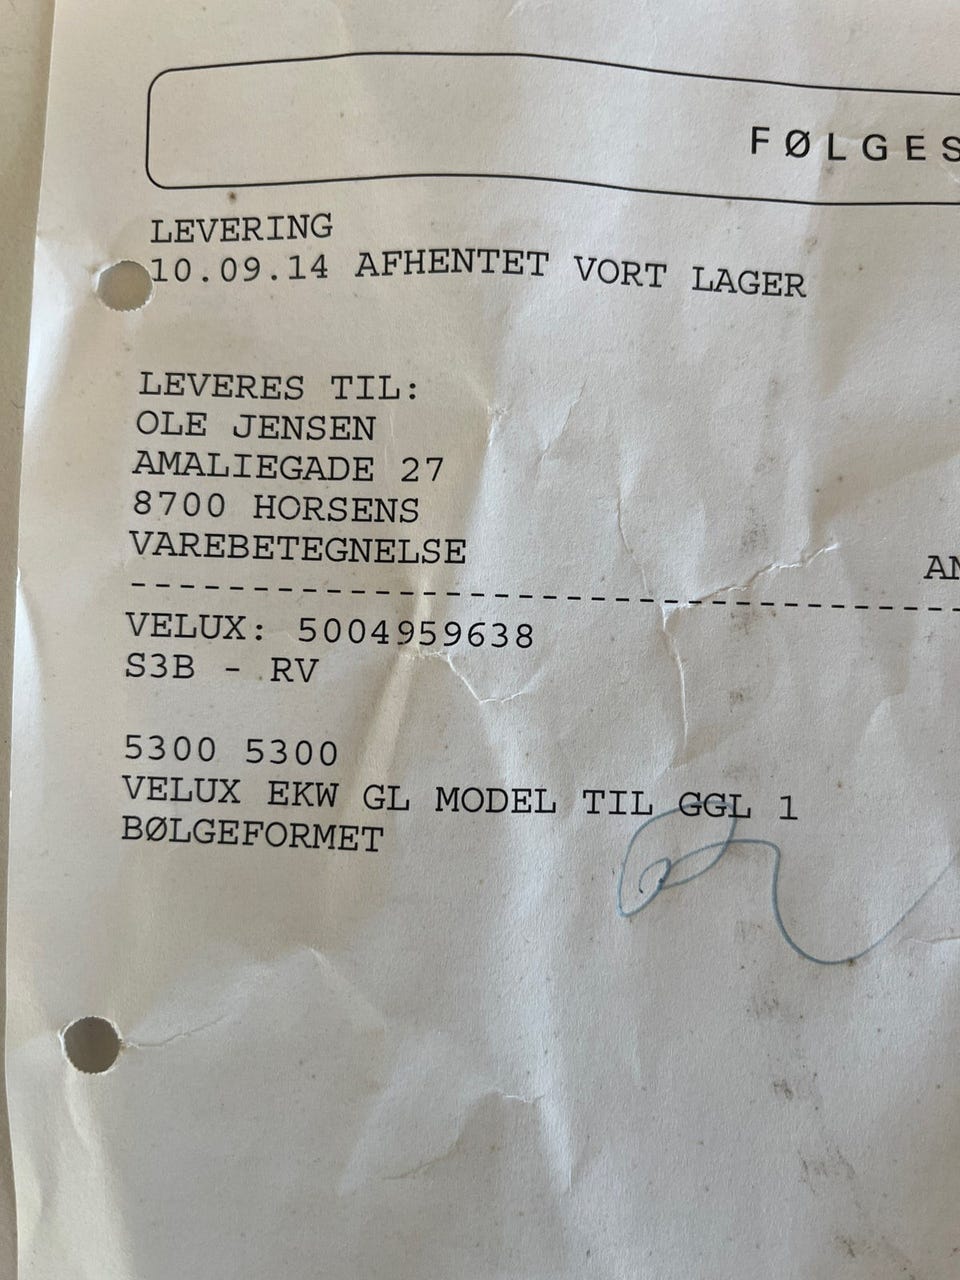 FØLGES
LEVERING
10.09.14 AFHENTET VORT LAGER
LEVERES TIL:
OLE JENSEN
AMALIEGADE 27
8700 HORSENS
VAREBETEGNELSE AN
VELUX: 5004959638
S3B - RV
5300 5300
VELUX EKW GL MODEL TIL GGL 1
BØLGEFORMET